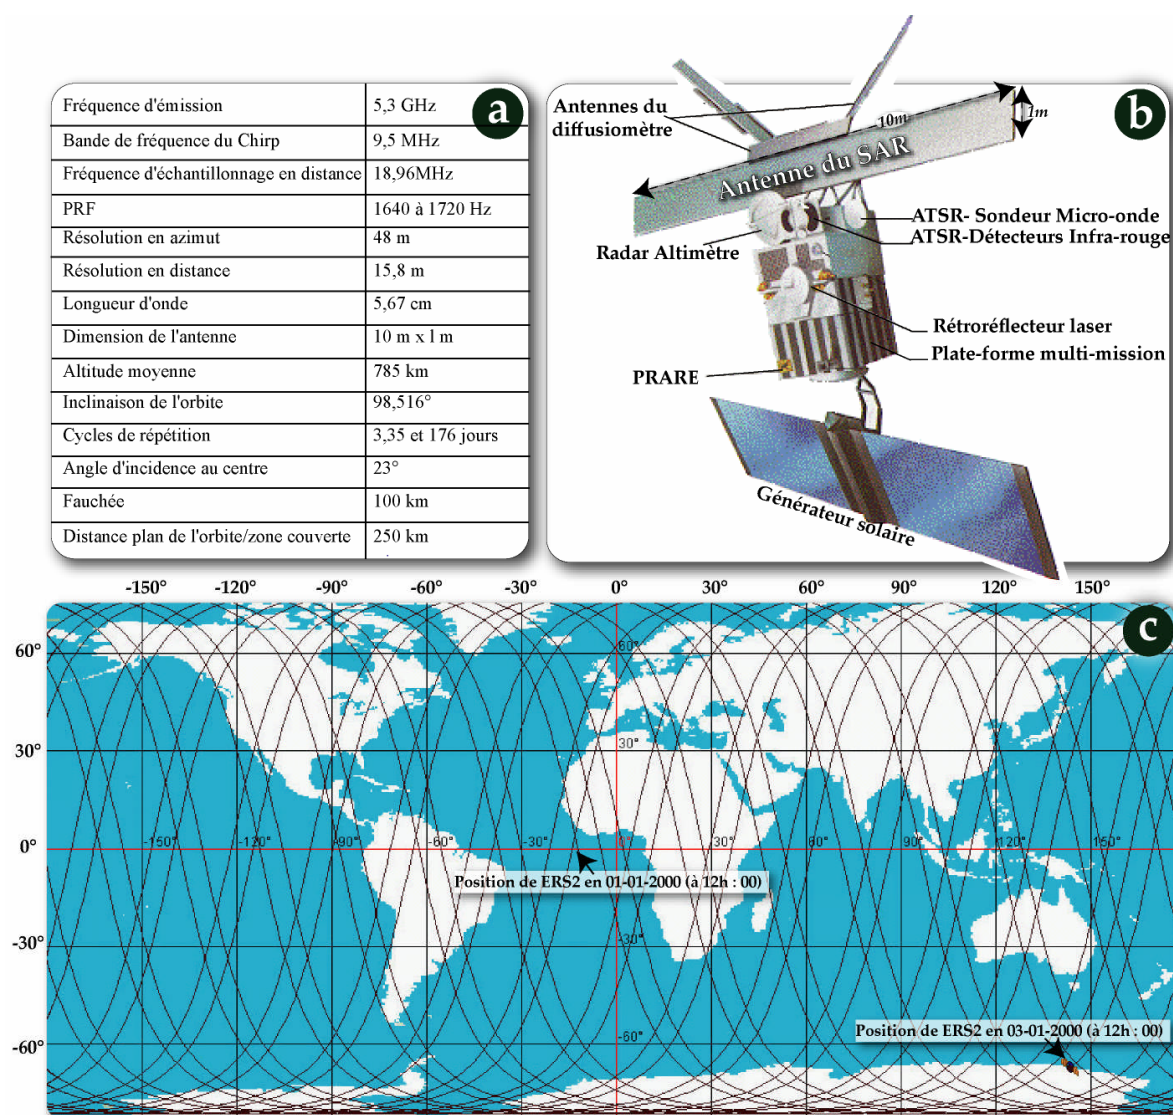 a
Fréquence d'émission 5,3 GHz
Bande de fréquence du Chirp 9,5 MHz
Fréquence d'échantillonnage en distance 18,96MHz
PRF 1640 à 1720 Hz
Résolution en azimut 48 m
Résolution en distance 15,8 m
Longueur d'onde 5,67 cm
Dimension de l'antenne 10 m x l m
Altitude moyenne 785 km
Inclinaison de l'orbite 98,516°
Cycles de répétition 3,35 et 176 jours
Angle d'incidence au centre 23°
Fauchée 100 km
Distance plan de l'orbite/zone couverte 250 km
b
Antennes du
diffusiomètre
10m
1m
Antenne du SAR
ATSR- Sondeur Micro-onde
ATSR-Détecteurs Infra-rouge
Radar Altimètre
Rétroréflecteur laser
Plate-forme multi-mission
PRARE
Générateur solaire
-150° -120° -90° -60° -30° 0° 30° 60° 90° 120° 150°
c
60° 60°
30° 30°
0° -150° -120° -90° -60° -30° 0° 30° 60° 90° 120° 150°
Position de ERS2 en 01-01-2000 (à 12h : 00)
-30° -30°
Position de ERS2 en 03-01-2000 (à 12h : 00)
-60° -60°